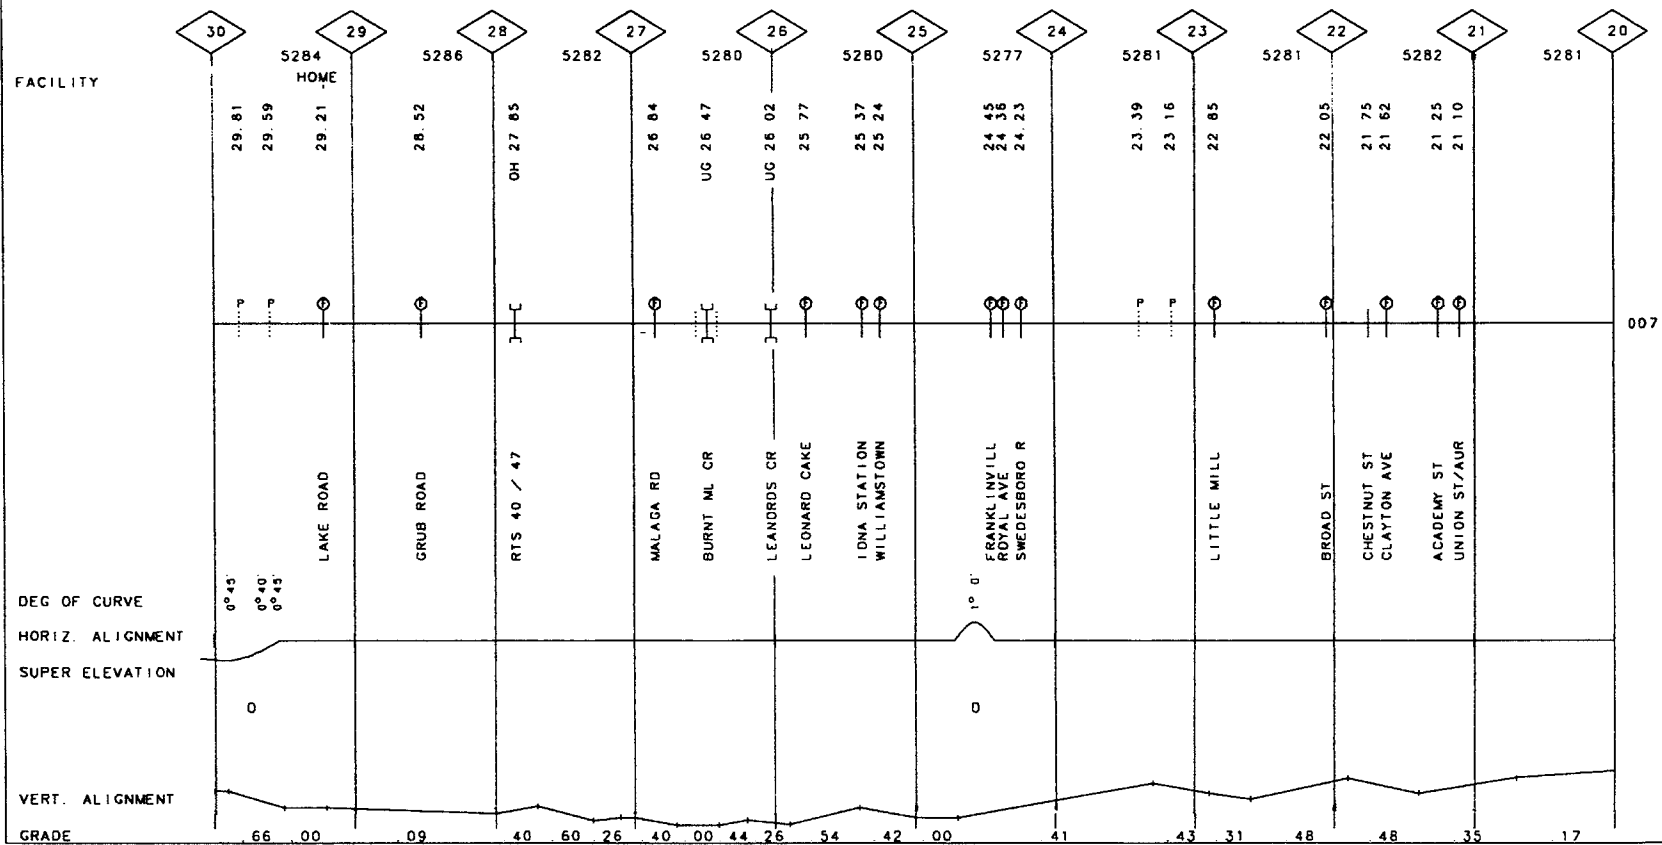 30 29 28 27 26 25 24 23 22 21 20
5284 5286 5282 5280 5280 5277 5281 5281 5282 5281
HOME
FACILITY
29.81
29.59
29.21
28.52
OH 27 85
26 84
UG 26 47
UG 26 02
25 77
25 37
25 24
24 45
24 36
24.23
23.39
23 16
22 85
22 05
21 75
21 62
21 25
21 10
P P F F F F F F F F F P P F F F F F
007
LAKE ROAD
GRUB ROAD
RTS 40 / 47
MALAGA RD
BURNT ML CR
LEANDRDS CR
LEONARD CAKE
IONA STATION
WILLIAMSTOWN
FRANKLINVILL
ROYAL AVE
SWEDESBORO R
LITTLE MILL
BROAD ST
CHESTNUT ST
CLAYTON AVE
ACADEMY ST
UNION ST/AUR
DEG OF CURVE
0° 45'
0° 40'
0° 45'
1° 0'
HORIZ. ALIGNMENT
SUPER ELEVATION
0 0
VERT. ALIGNMENT
GRADE .66 .00 .09 .40 .60 .26 .40 .00 .44 .26 .54 .42 .00 .41 .43 .31 .48 .48 .35 .17